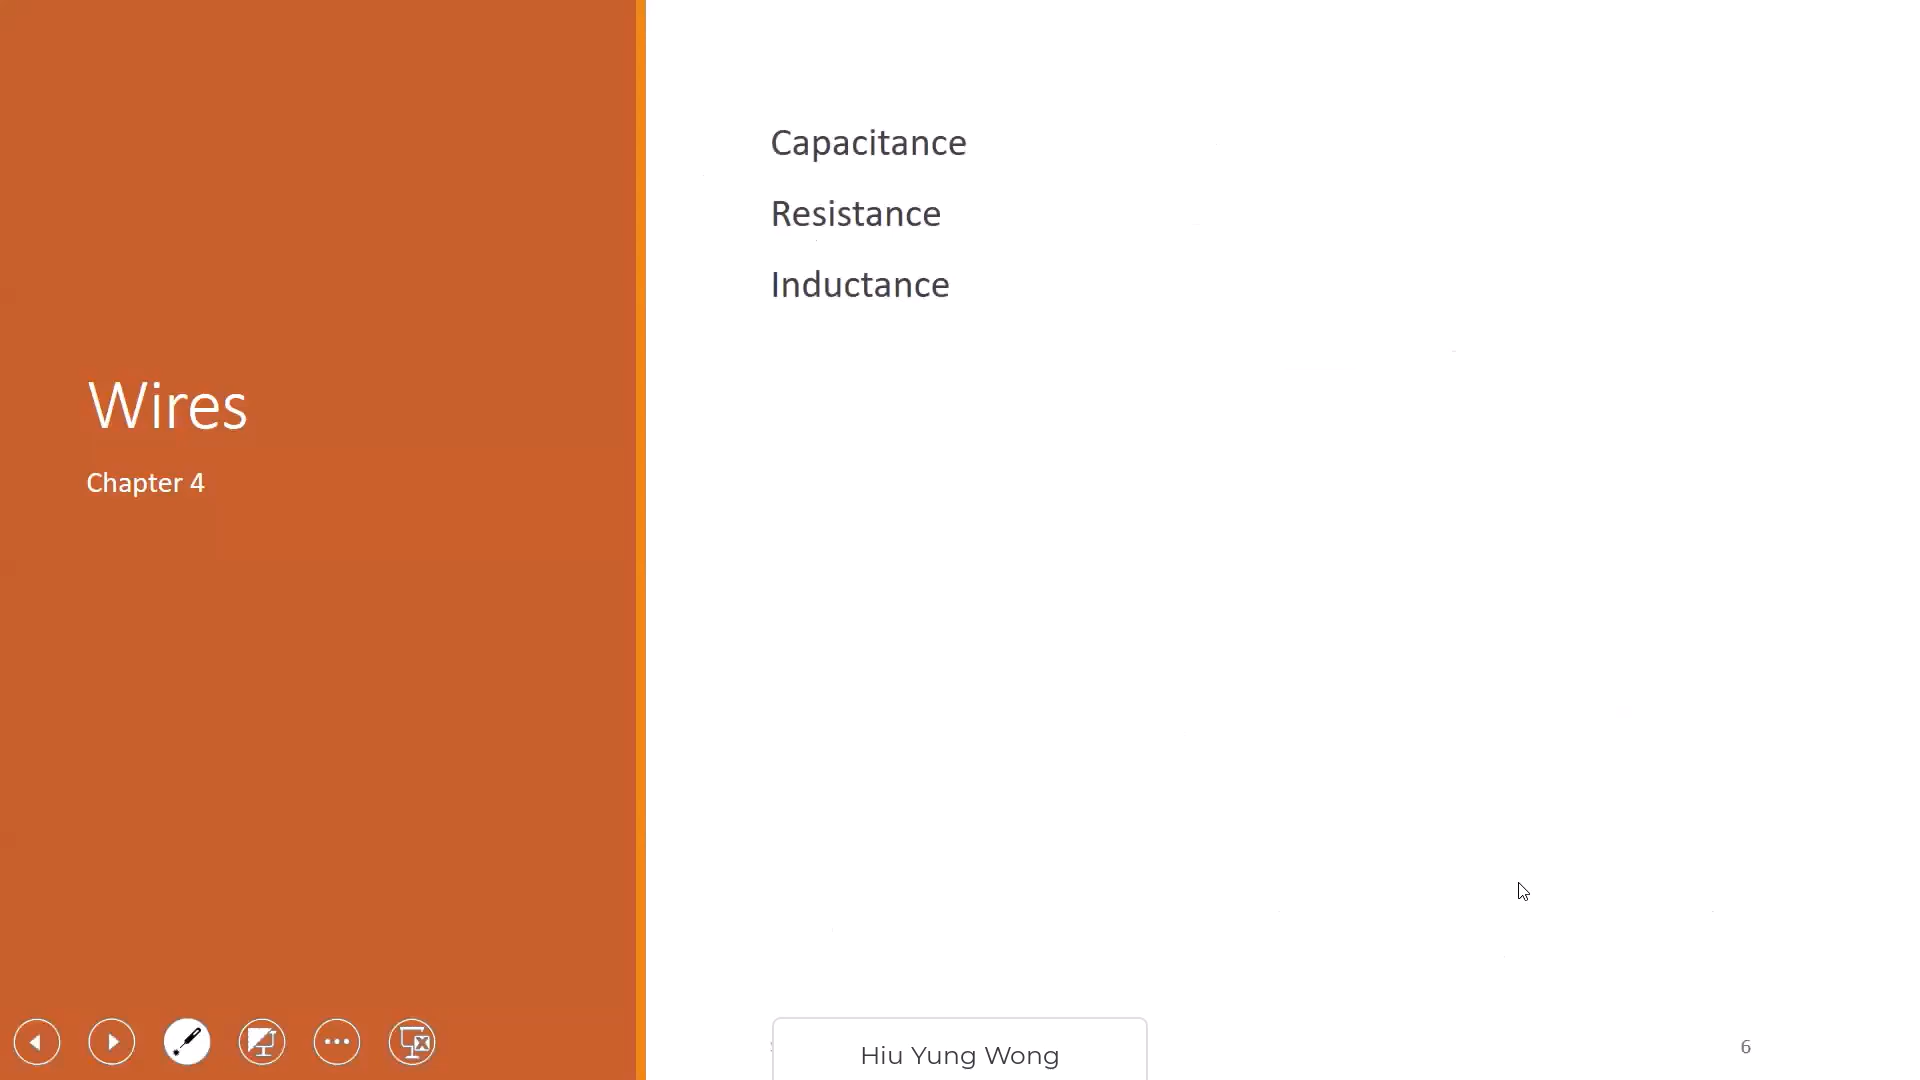 Wires
Chapter 4
Capacitance
Resistance
Inductance
Hiu Yung Wong
6